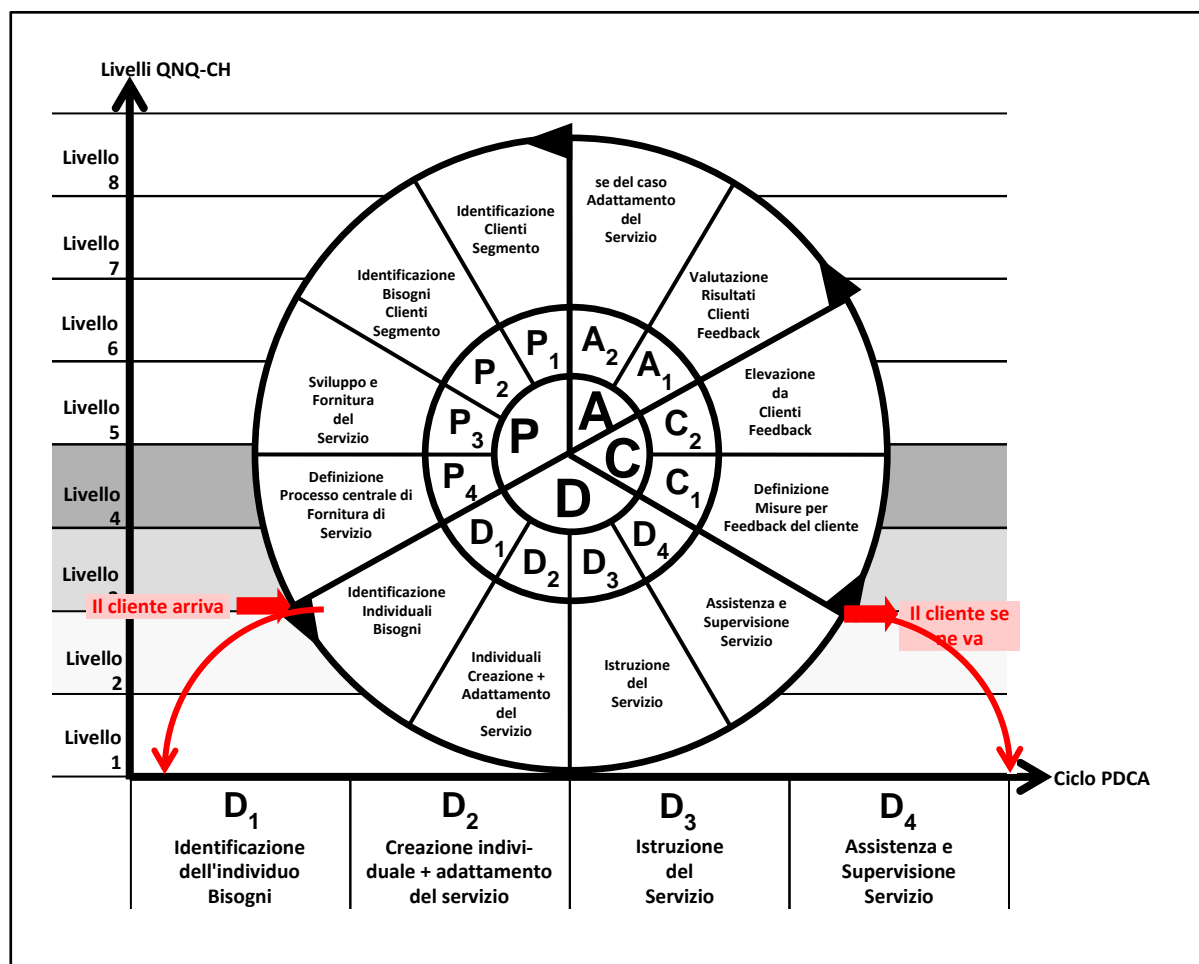 Livelli QNQ-CH
Livello
8
Livello
7
Livello
6
Livello
5
Livello
4
Livello
Livello
2
Livello
1
Identificazione
Clienti
Segmento
se del caso
Adattamento
del
Servizio
Identificazione
Bisogni
Clienti
Segmento
Valutazione
Risultati
Clienti
Feedback
Sviluppo e
Fornitura
del
Servizio
Elevazione
da
Clienti
Feedback
Definizione
Processo centrale di
Fornitura di
Servizio
Definizione
Misure per
Feedback del cliente
Identificazione
Individuali
Bisogni
Individuali
Creazione +
Adattamento
del
Servizio
Istruzione
del
Servizio
Assistenza e
Supervisione
Servizio
P1
A2
P2
A1
P3
C2
P4
C1
D1
D2
D3
D4
P
A
C
D
Il cliente arriva
Il cliente se
ne va
Ciclo PDCA
D1
Identificazione
dell'individuo
Bisogni
D2
Creazione indivi-
duale + adattamento
del servizio
D3
Istruzione
del
Servizio
D4
Assistenza e
Supervisione
Servizio